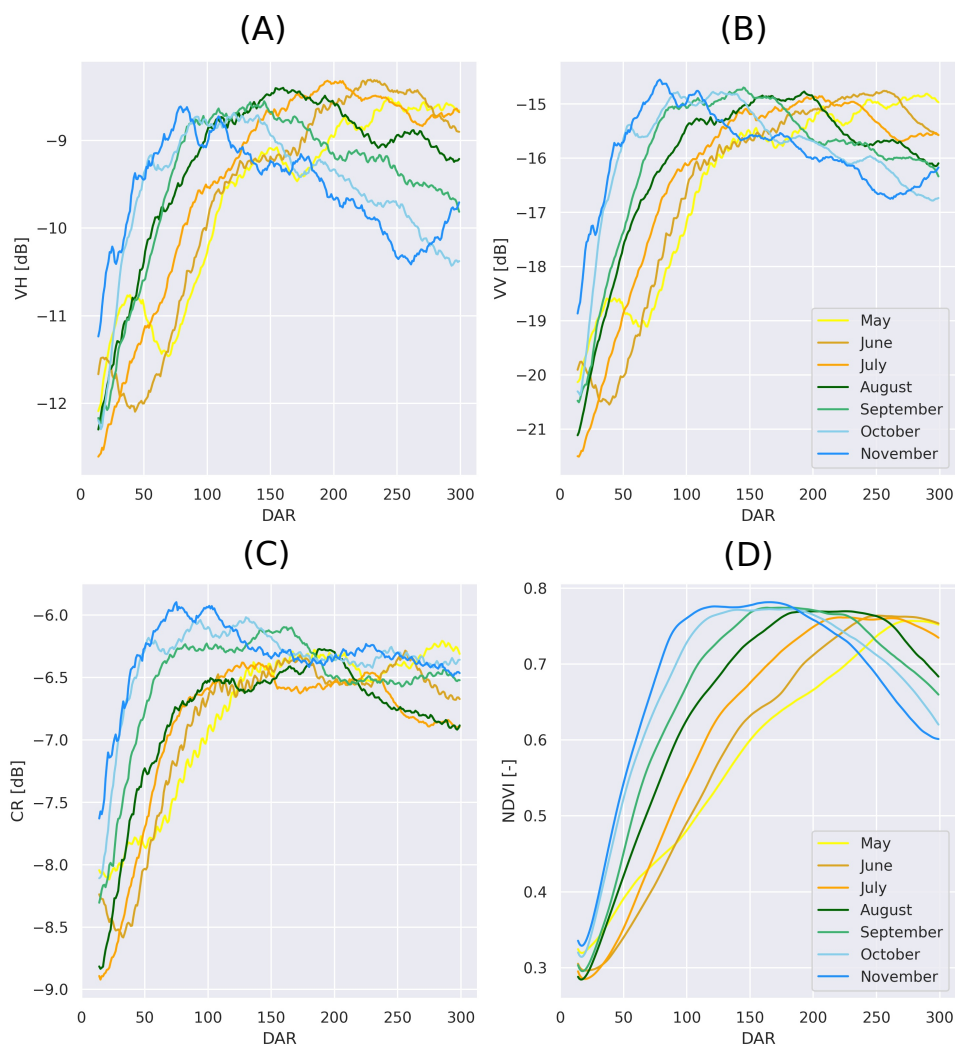 (A)
(B)
VH [dB]
−9
−10
−11
−12
0 50 100 150 200 250 300
DAR
VV [dB]
−15
−16
−17
−18
−19
−20
−21
0 50 100 150 200 250 300
DAR
May
June
July
August
September
October
November
(C)
(D)
CR [dB]
−6.0
−6.5
−7.0
−7.5
−8.0
−8.5
−9.0
0 50 100 150 200 250 300
DAR
NDVI [-]
0.8
0.7
0.6
0.5
0.4
0.3
0 50 100 150 200 250 300
DAR
May
June
July
August
September
October
November